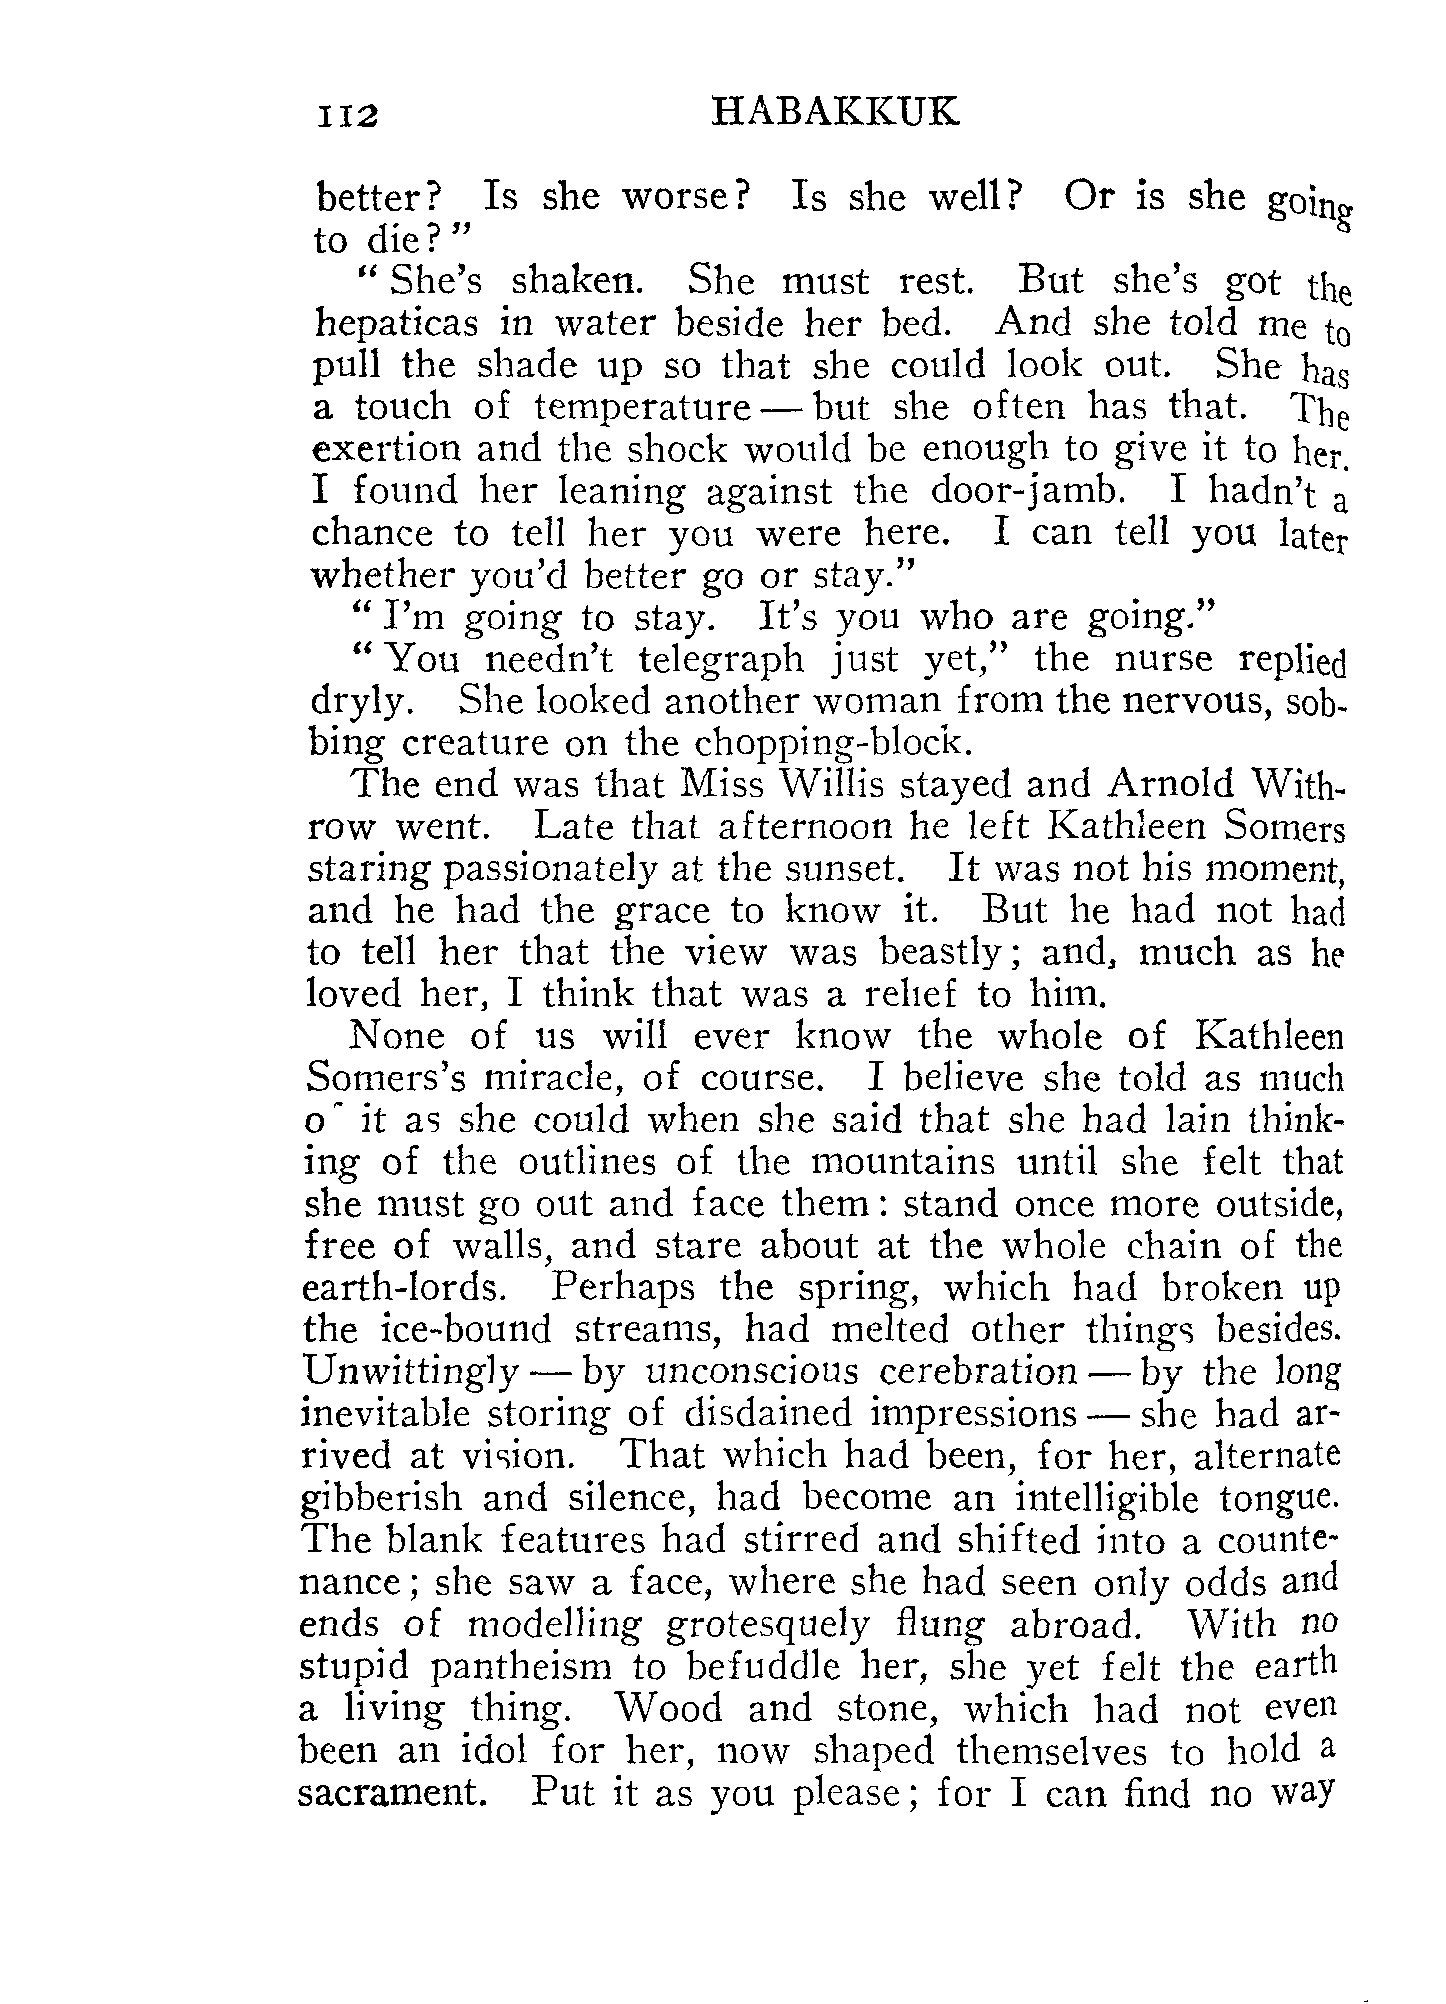 112 HABAKKUK
better? Is she worse? Is she well? Or is she going
to die?"
"She's shaken. She must rest. But she's got the
hepaticas in water beside her bed. And she told me to
pull the shade up so that she could look out. She has
a touch of temperature — but she often has that. The
exertion and the shock would be enough to give it to her.
I found her leaning against the door-jamb. I hadn't a
chance to tell her you were here. I can tell you later
whether you'd better go or stay."
"I'm going to stay. It's you who are going."
"You needn't telegraph just yet," the nurse replied
dryly. She looked another woman from the nervous, sob-
bing creature on the chopping-block.
The end was that Miss Willis stayed and Arnold With-
row went. Late that afternoon he left Kathleen Somers
staring passionately at the sunset. It was not his moment,
and he had the grace to know it. But he had not had
to tell her that the view was beastly; and, much as he
loved her, I think that was a relief to him.
None of us will ever know the whole of Kathleen
Somers's miracle, of course. I believe she told as much
of it as she could when she said that she had lain think-
ing of the outlines of the mountains until she felt that
she must go out and face them: stand once more outside,
free of walls, and stare about at the whole chain of the
earth-lords. Perhaps the spring, which had broken up
the ice-bound streams, had melted other things besides.
Unwittingly — by unconscious cerebration — by the long
inevitable storing of disdained impressions — she had ar-
rived at vision. That which had been, for her, alternate
gibberish and silence, had become an intelligible tongue.
The blank features had stirred and shifted into a counte-
nance; she saw a face, where she had seen only odds and
ends of modelling grotesquely flung abroad. With no
stupid pantheism to befuddle her, she yet felt the earth
a living thing. Wood and stone, which had not even
been an idol for her, now shaped themselves to hold a
sacrament. Put it as you please; for I can find no way